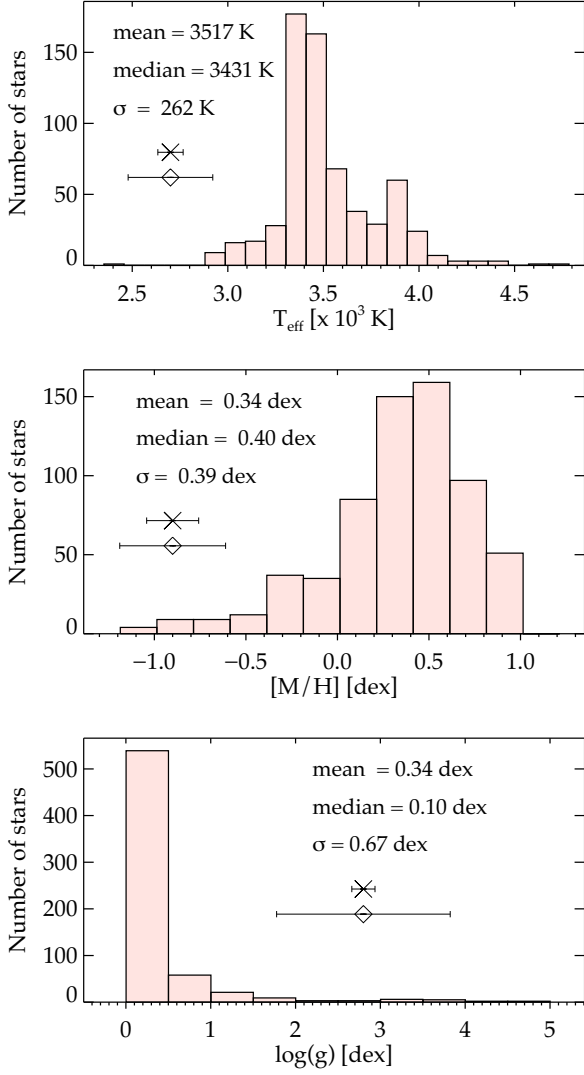 mean = 3517 K
median = 3431 K
σ = 262 K
Number of stars
150
100
50
0
2.5 3.0 3.5 4.0 4.5
T_eff [x 10³ K]
mean = 0.34 dex
median = 0.40 dex
σ = 0.39 dex
Number of stars
150
100
50
0
−1.0 −0.5 0.0 0.5 1.0
[M/H] [dex]
mean = 0.34 dex
median = 0.10 dex
σ = 0.67 dex
Number of stars
500
400
300
200
100
0
0 1 2 3 4 5
log(g) [dex]